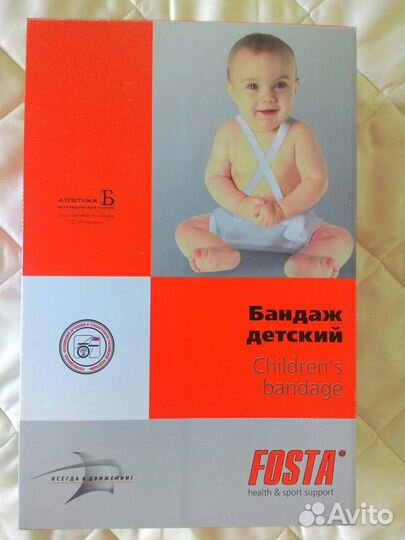 АТЛЕТИКА Б
Бандаж
детский
Children's
bandage
ВСЕГДА В ДВИЖЕНИИ!
FOSTA®
health & sport support
Avito